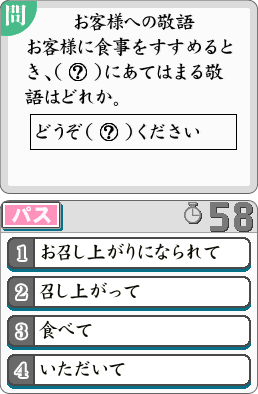 問
お客様への敬語
お客様に食事をすすめると
き、(?)にあてはまる敬
語はどれか。
どうぞ(?)ください
パス
58
1 お召し上がりになられて
2 召し上がって
3 食べて
4 いただいて